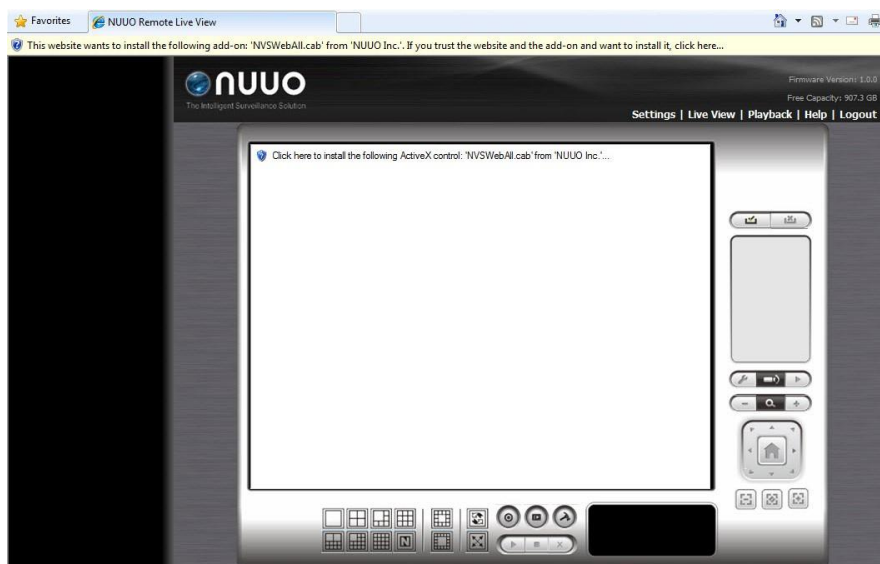 Favorites
NUUO Remote Live View
This website wants to install the following add-on: 'NVSWebAll.cab' from 'NUUO Inc.'. If you trust the website and the add-on and want to install it, click here...
nuuo
The Intelligent Surveillance Solution
Firmware Version: 1.0.0
Free Capacity: 907.3 GB
Settings | Live View | Playback | Help | Logout
Click here to install the following ActiveX control: 'NVSWebAll.cab' from 'NUUO Inc.'...
N